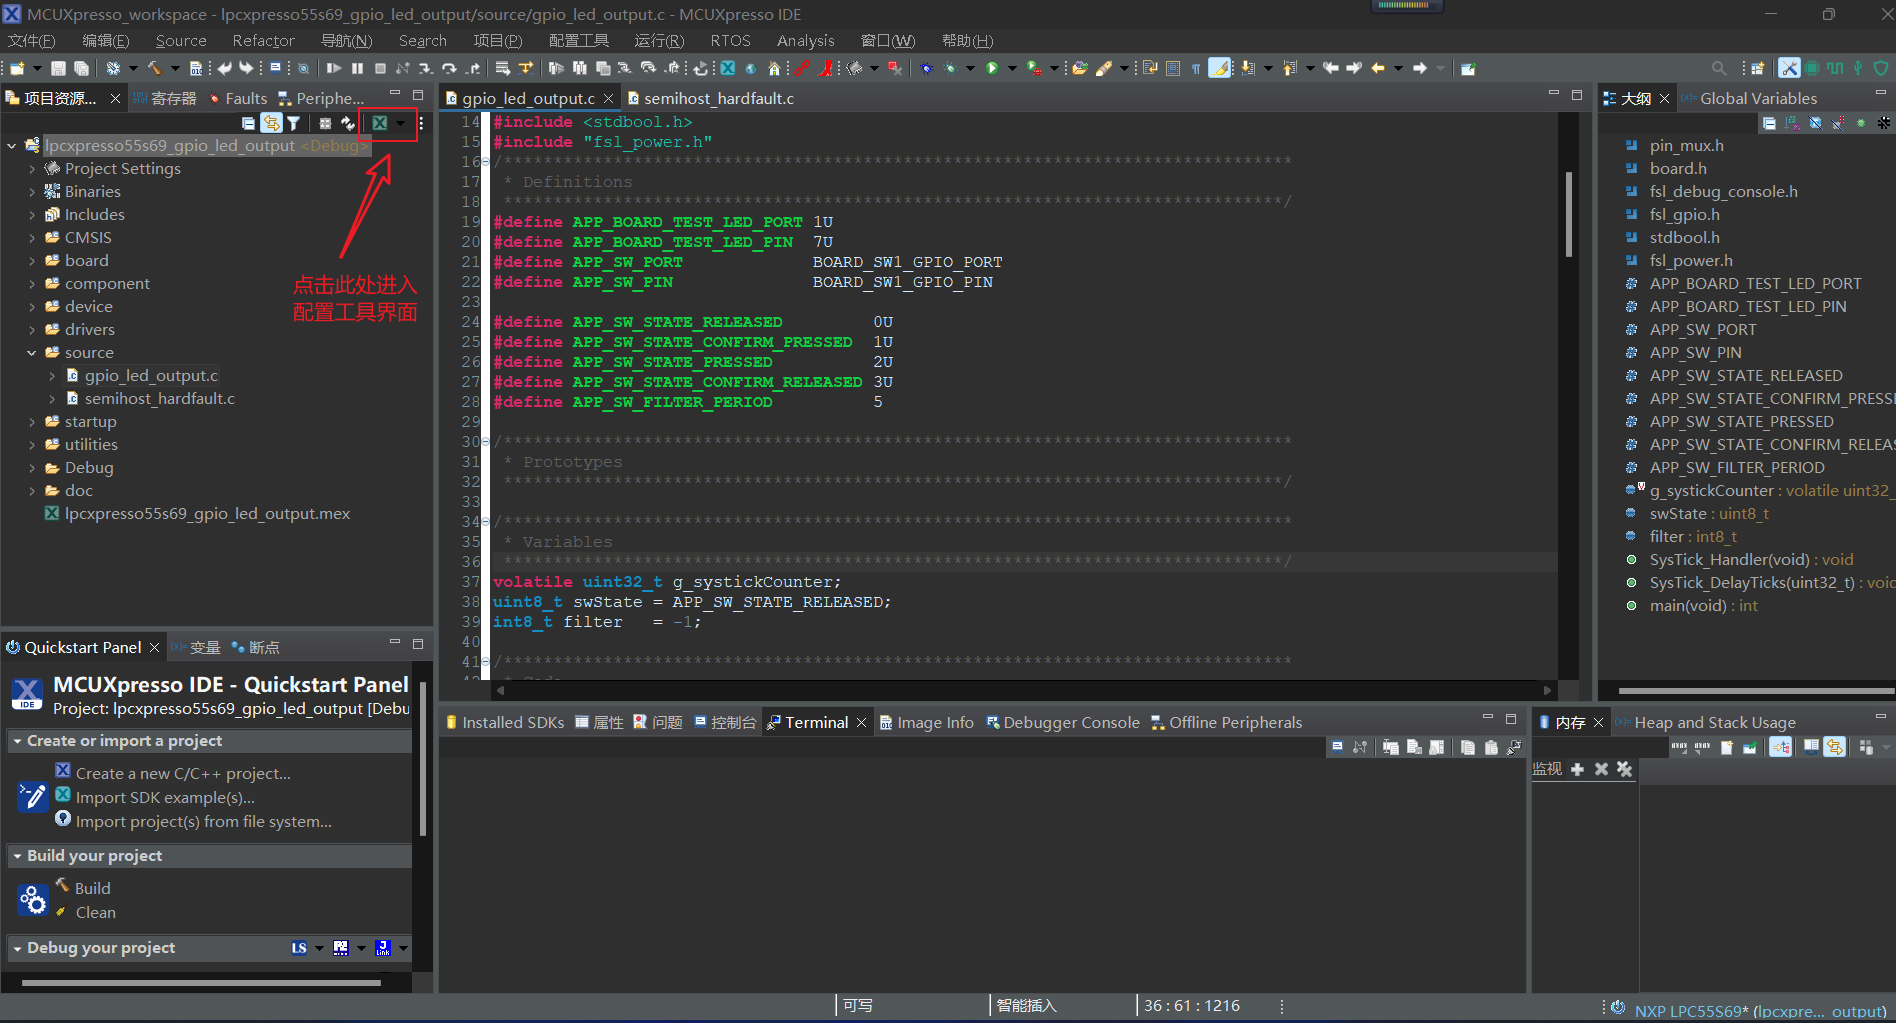 MCUXpresso_workspace - lpcxpresso55s69_gpio_led_output/source/gpio_led_output.c - MCUXpresso IDE
文件(F) 编辑(E) Source Refactor 导航(N) Search 项目(P) 配置工具 运行(R) RTOS Analysis 窗口(W) 帮助(H)
项目资源... 寄存器 Faults Periphe...
lpcxpresso55s69_gpio_led_output <Debug>
Project Settings
Binaries
Includes
CMSIS
board
component
device
drivers
source
gpio_led_output.c
semihost_hardfault.c
startup
utilities
Debug
doc
lpcxpresso55s69_gpio_led_output.mex
点击此处进入
配置工具界面
gpio_led_output.c semihost_hardfault.c
14 #include <stdbool.h>
15 #include "fsl_power.h"
16 /*******************************************************************************
17 * Definitions
18 ******************************************************************************/
19 #define APP_BOARD_TEST_LED_PORT 1U
20 #define APP_BOARD_TEST_LED_PIN 7U
21 #define APP_SW_PORT BOARD_SW1_GPIO_PORT
22 #define APP_SW_PIN BOARD_SW1_GPIO_PIN
23
24 #define APP_SW_STATE_RELEASED 0U
25 #define APP_SW_STATE_CONFIRM_PRESSED 1U
26 #define APP_SW_STATE_PRESSED 2U
27 #define APP_SW_STATE_CONFIRM_RELEASED 3U
28 #define APP_SW_FILTER_PERIOD 5
29
30 /*******************************************************************************
31 * Prototypes
32 ******************************************************************************/
33
34 /*******************************************************************************
35 * Variables
36 ******************************************************************************/
37 volatile uint32_t g_systickCounter;
38 uint8_t swState = APP_SW_STATE_RELEASED;
39 int8_t filter = -1;
40
41 /*******************************************************************************
大纲 Global Variables
pin_mux.h
board.h
fsl_debug_console.h
fsl_gpio.h
stdbool.h
fsl_power.h
APP_BOARD_TEST_LED_PORT
APP_BOARD_TEST_LED_PIN
APP_SW_PORT
APP_SW_PIN
APP_SW_STATE_RELEASED
APP_SW_STATE_CONFIRM_PRESSE
APP_SW_STATE_PRESSED
APP_SW_STATE_CONFIRM_RELEAS
APP_SW_FILTER_PERIOD
g_systickCounter : volatile uint32_
swState : uint8_t
filter : int8_t
SysTick_Handler(void) : void
SysTick_DelayTicks(uint32_t) : void
main(void) : int
Quickstart Panel 变量 断点
IDE
MCUXpresso IDE - Quickstart Panel
Project: lpcxpresso55s69_gpio_led_output [Debu
Create or import a project
Create a new C/C++ project...
Import SDK example(s)...
Import project(s) from file system...
Build your project
Build
Clean
Debug your project LS
Installed SDKs 属性 问题 控制台 Terminal Image Info Debugger Console Offline Peripherals
内存 Heap and Stack Usage
监视
可写 智能插入 36 : 61 : 1216
NXP LPC55S69* (lpcxpre..._output)